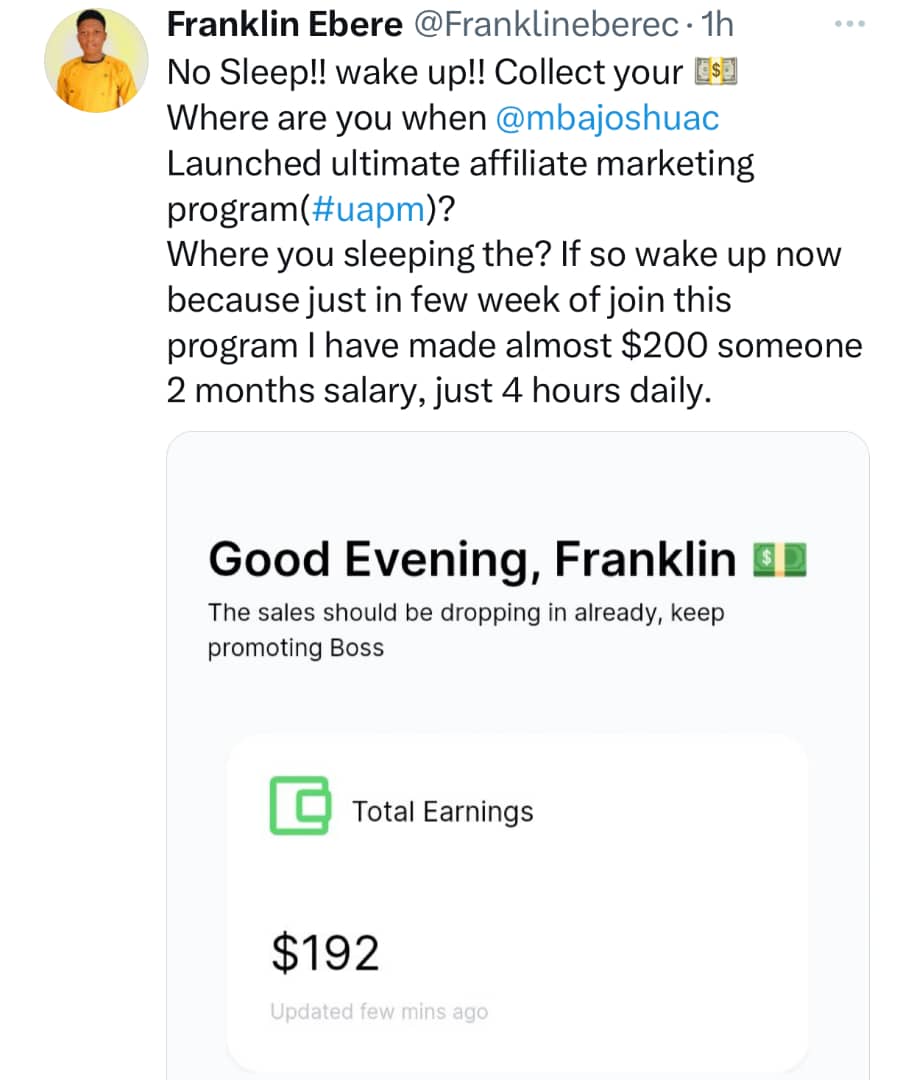 Franklin Ebere @Franklineberec · 1h
No Sleep!! wake up!! Collect your 💵
Where are you when @mbajoshuac
Launched ultimate affiliate marketing
program(#uapm)?
Where you sleeping the? If so wake up now
because just in few week of join this
program I have made almost $200 someone
2 months salary, just 4 hours daily.
Good Evening, Franklin 💵
The sales should be dropping in already, keep
promoting Boss
Total Earnings
$192
Updated few mins ago